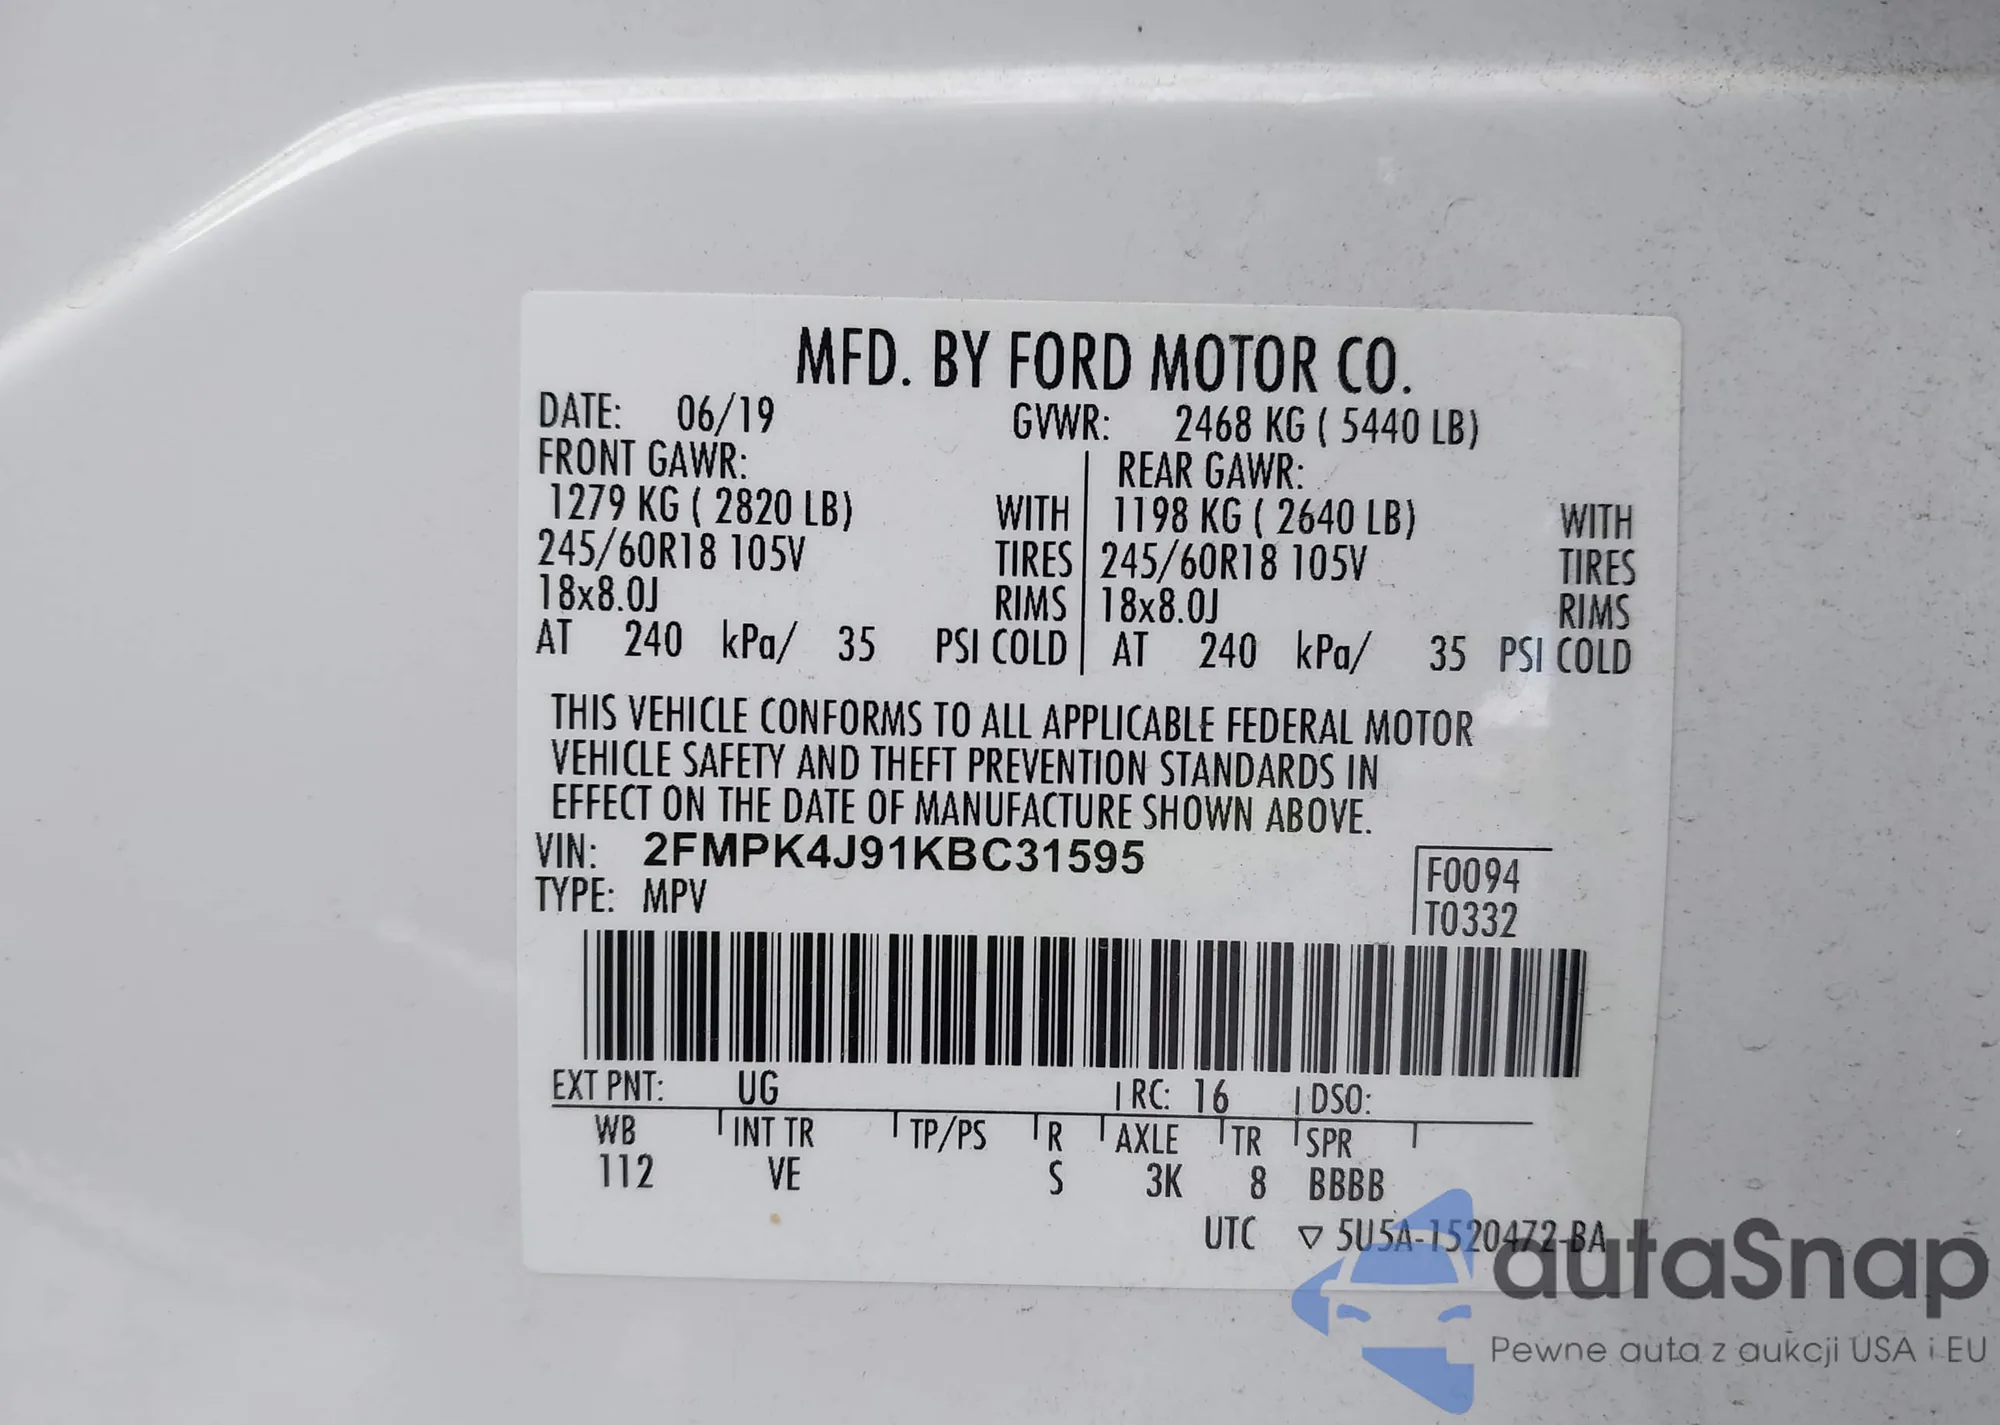 MFD. BY FORD MOTOR CO.
DATE: 06/19 GVWR: 2468 KG ( 5440 LB)
FRONT GAWR: REAR GAWR:
1279 KG ( 2820 LB) WITH 1198 KG ( 2640 LB) WITH
245/60R18 105V TIRES 245/60R18 105V TIRES
18x8.0J RIMS 18x8.0J RIMS
AT 240 kPa/ 35 PSI COLD AT 240 kPa/ 35 PSI COLD
THIS VEHICLE CONFORMS TO ALL APPLICABLE FEDERAL MOTOR
VEHICLE SAFETY AND THEFT PREVENTION STANDARDS IN
EFFECT ON THE DATE OF MANUFACTURE SHOWN ABOVE.
VIN: 2FMPK4J91KBC31595
TYPE: MPV
F0094
T0332
EXT PNT: UG RC: 16 DSO:
WB INT TR TP/PS R AXLE TR SPR
112 VE S 3K 8 BBBB
UTC ▽ 5U5A-1520472-BA
autaSnap
Pewne auta z aukcji USA i EU